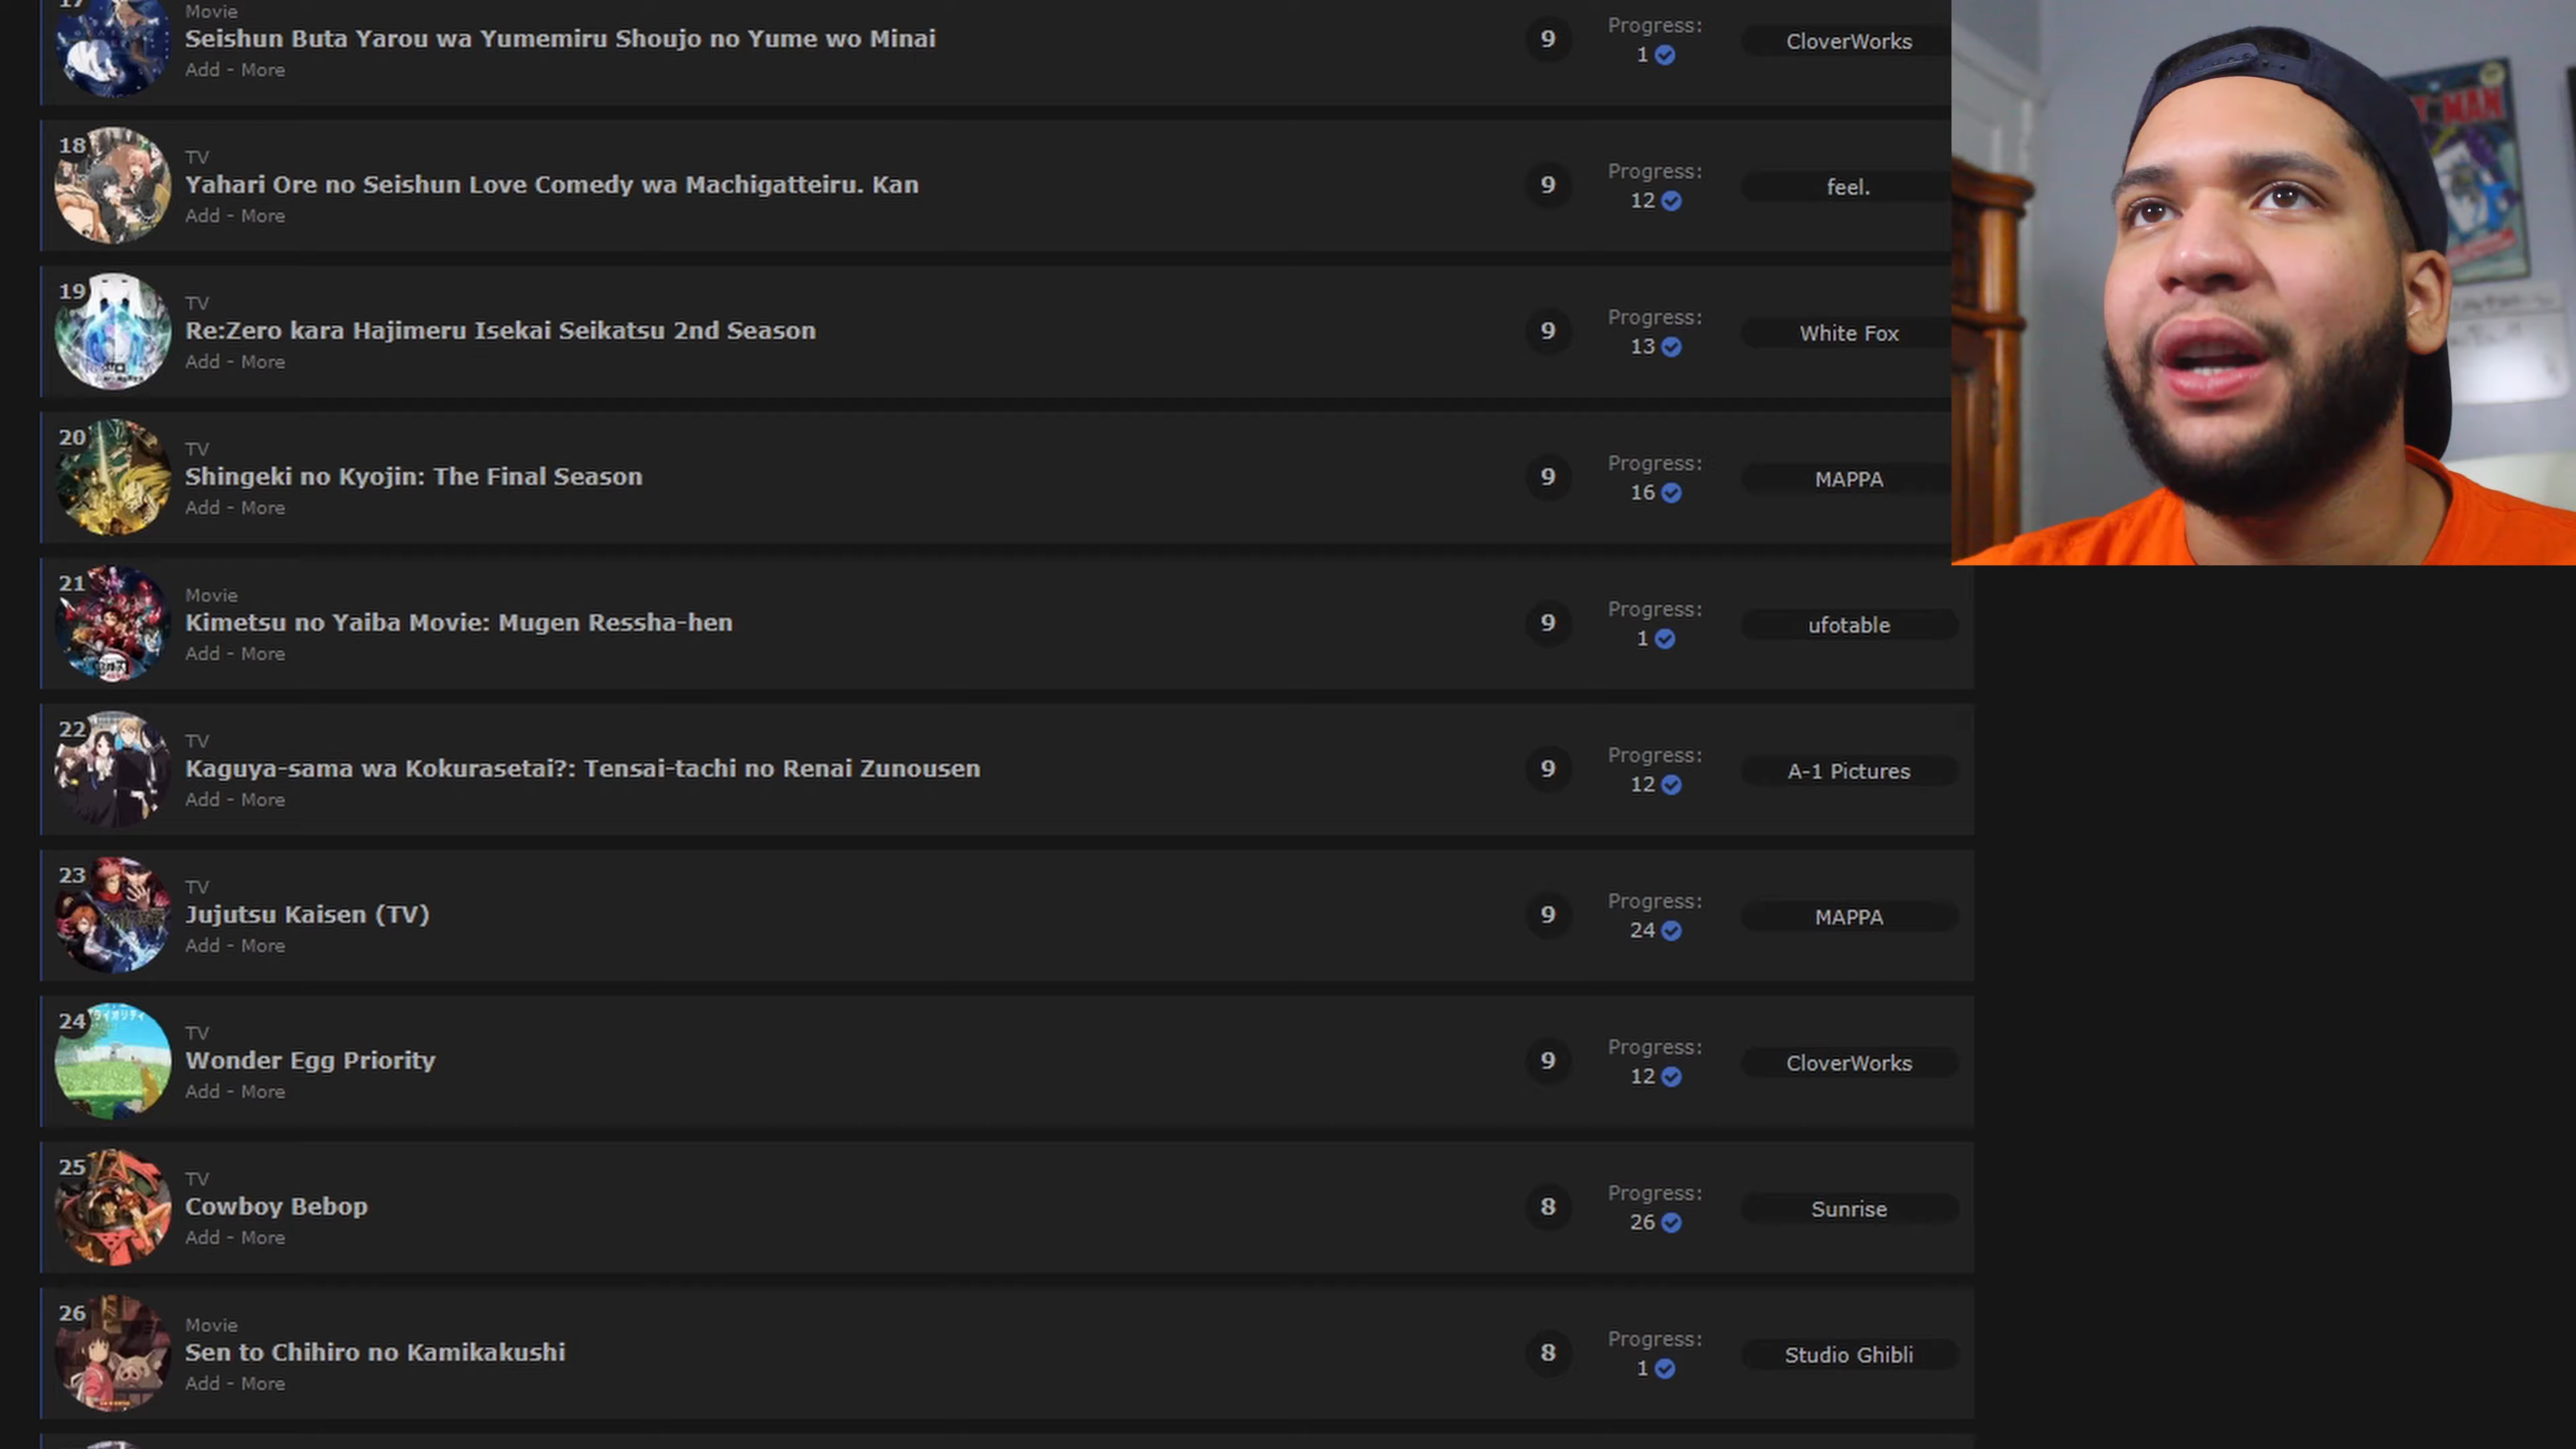 17
Movie
Seishun Buta Yarou wa Yumemiru Shoujo no Yume wo Minai
Add - More
9
Progress:
1
CloverWorks
18
TV
Yahari Ore no Seishun Love Comedy wa Machigatteiru. Kan
Add - More
9
Progress:
12
feel.
19
TV
Re:Zero kara Hajimeru Isekai Seikatsu 2nd Season
Add - More
9
Progress:
13
White Fox
20
TV
Shingeki no Kyojin: The Final Season
Add - More
9
Progress:
16
MAPPA
21
Movie
Kimetsu no Yaiba Movie: Mugen Ressha-hen
Add - More
9
Progress:
1
ufotable
22
TV
Kaguya-sama wa Kokurasetai?: Tensai-tachi no Renai Zunousen
Add - More
9
Progress:
12
A-1 Pictures
23
TV
Jujutsu Kaisen (TV)
Add - More
9
Progress:
24
MAPPA
24
TV
Wonder Egg Priority
Add - More
9
Progress:
12
CloverWorks
25
TV
Cowboy Bebop
Add - More
8
Progress:
26
Sunrise
26
Movie
Sen to Chihiro no Kamikakushi
Add - More
8
Progress:
1
Studio Ghibli